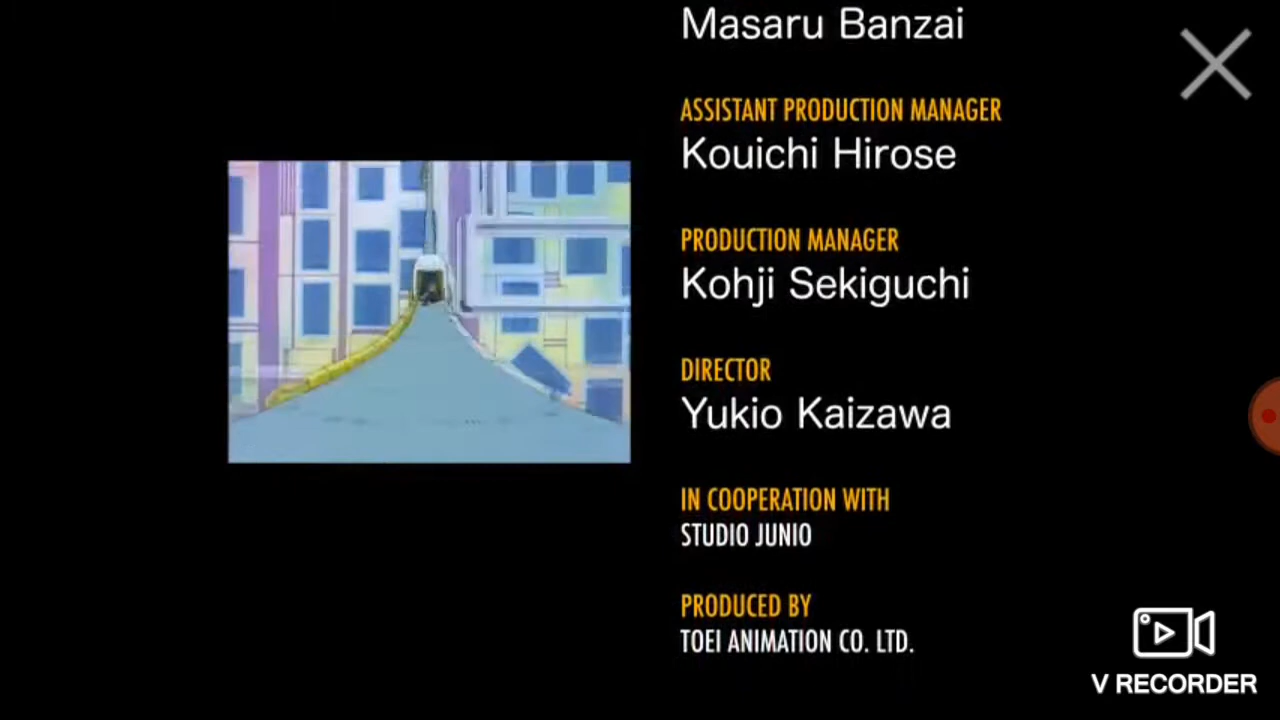 Masaru Banzai
ASSISTANT PRODUCTION MANAGER
Kouichi Hirose
PRODUCTION MANAGER
Kohji Sekiguchi
DIRECTOR
Yukio Kaizawa
IN COOPERATION WITH
STUDIO JUNIO
PRODUCED BY
TOEI ANIMATION CO. LTD.
V RECORDER